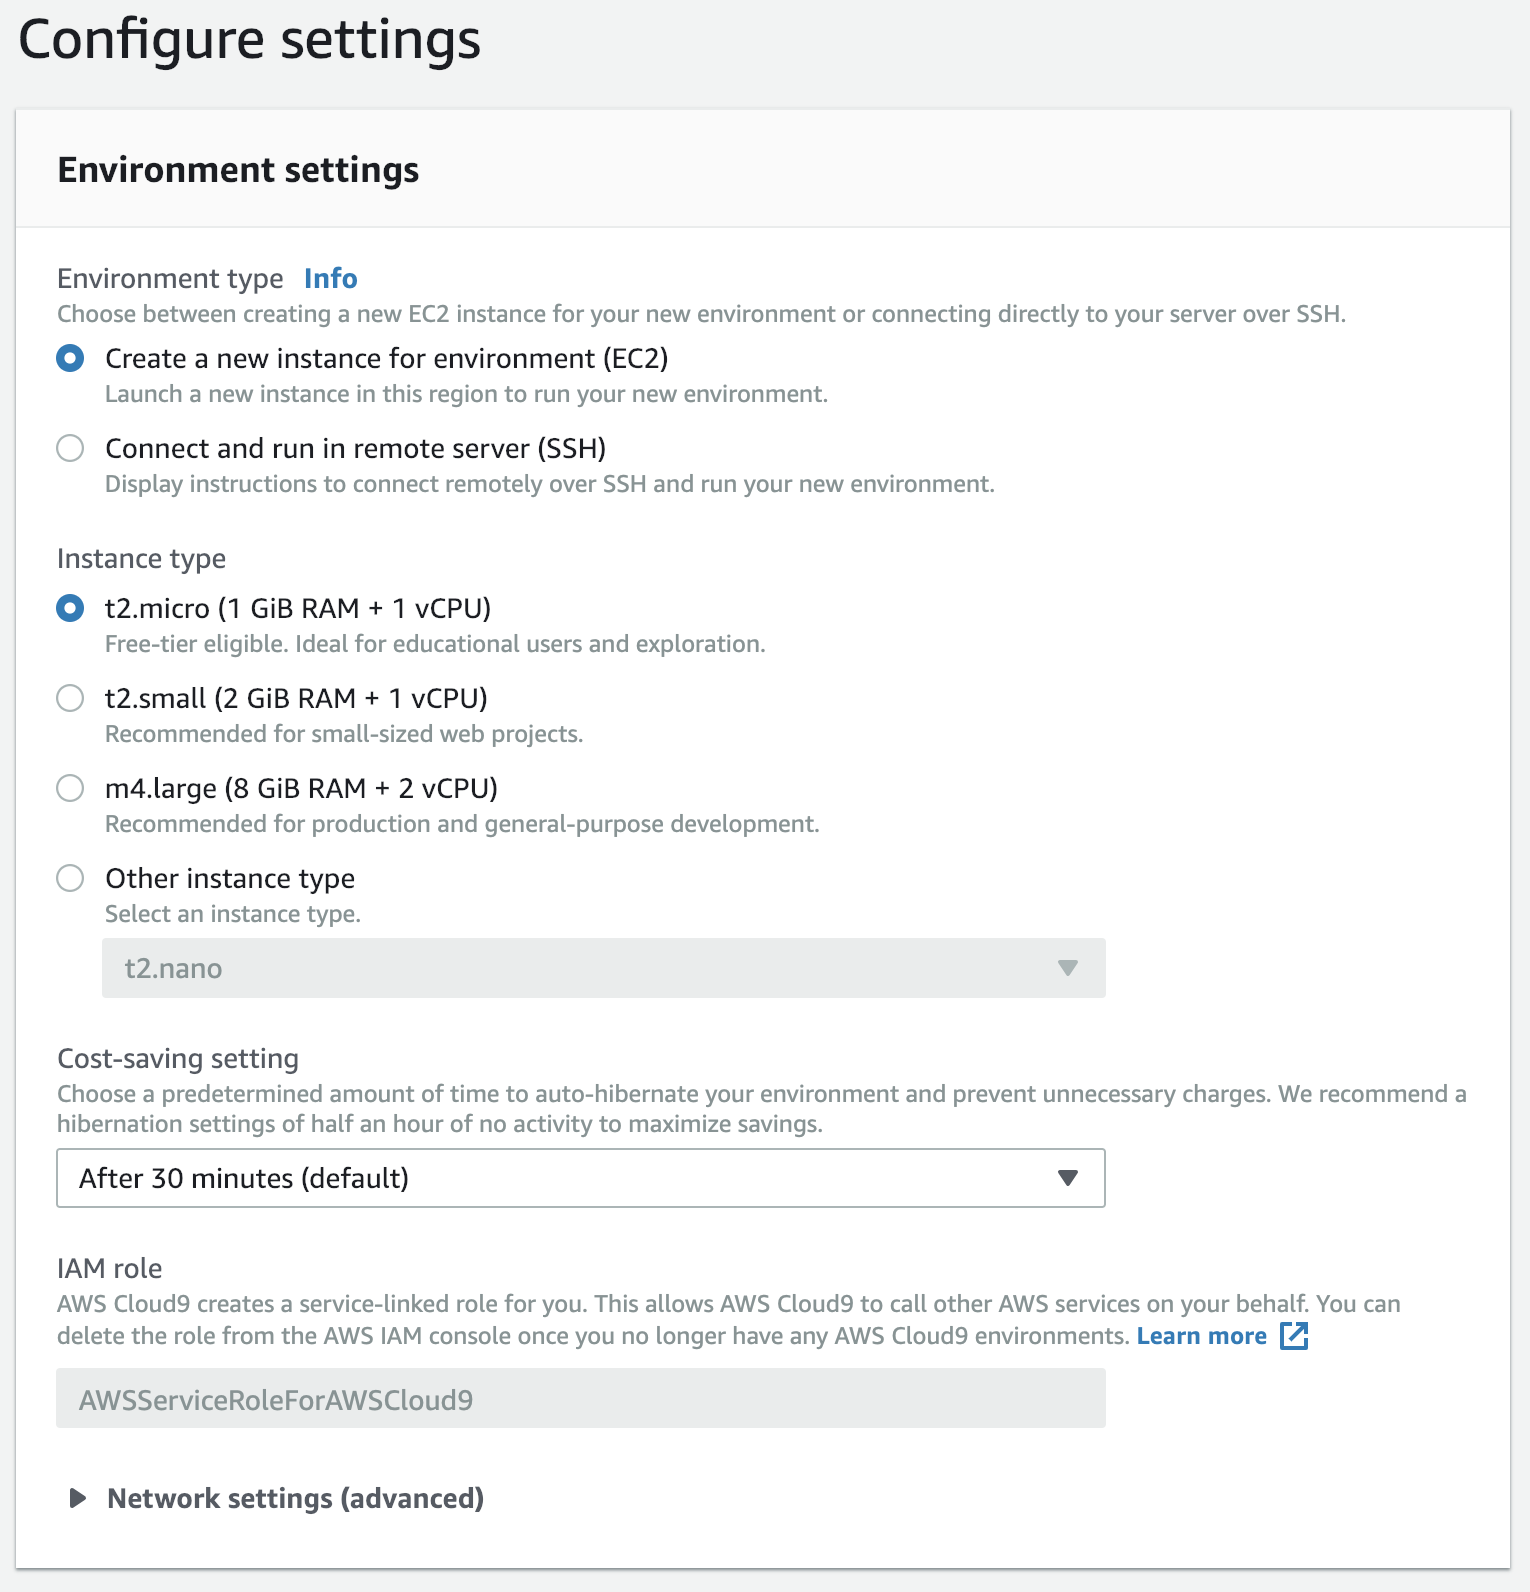 Configure settings
Environment settings
Environment type Info
Choose between creating a new EC2 instance for your new environment or connecting directly to your server over SSH.
Create a new instance for environment (EC2)
Launch a new instance in this region to run your new environment.
Connect and run in remote server (SSH)
Display instructions to connect remotely over SSH and run your new environment.
Instance type
t2.micro (1 GiB RAM + 1 vCPU)
Free-tier eligible. Ideal for educational users and exploration.
t2.small (2 GiB RAM + 1 vCPU)
Recommended for small-sized web projects.
m4.large (8 GiB RAM + 2 vCPU)
Recommended for production and general-purpose development.
Other instance type
Select an instance type.
t2.nano
Cost-saving setting
Choose a predetermined amount of time to auto-hibernate your environment and prevent unnecessary charges. We recommend a
hibernation settings of half an hour of no activity to maximize savings.
After 30 minutes (default)
IAM role
AWS Cloud9 creates a service-linked role for you. This allows AWS Cloud9 to call other AWS services on your behalf. You can
delete the role from the AWS IAM console once you no longer have any AWS Cloud9 environments. Learn more
AWSServiceRoleForAWSCloud9
Network settings (advanced)